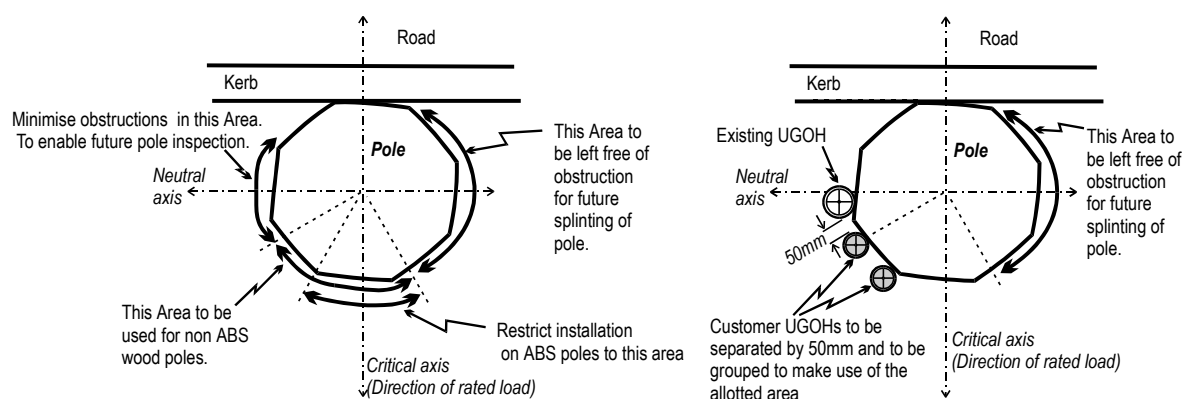 Road
Kerb
Minimise obstructions in this Area.
To enable future pole inspection.
Pole
This Area to
be left free of
obstruction
for future
splinting of
pole.
Neutral
axis
This Area to be
used for non ABS
wood poles.
Restrict installation
on ABS poles to this area
Critical axis
(Direction of rated load)
Road
Kerb
Existing UGOH
Pole
This Area to
be left free of
obstruction
for future
splinting of
pole.
Neutral
axis
50mm
Customer UGOHs to be
separated by 50mm and to be
grouped to make use of the
allotted area
Critical axis
(Direction of rated load)